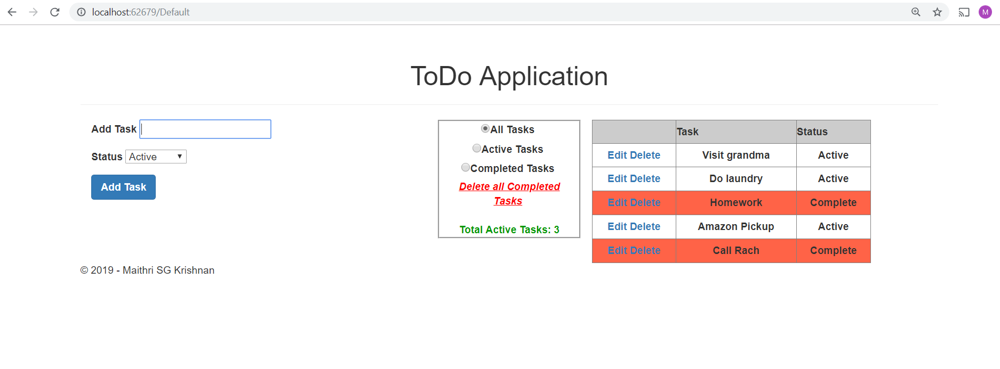 localhost:62679/Default
M
ToDo Application
Add Task
Status Active
Add Task
All Tasks
Active Tasks
Completed Tasks
Delete all Completed
Tasks
Total Active Tasks: 3
Task Status
Edit Delete Visit grandma Active
Edit Delete Do laundry Active
Edit Delete Homework Complete
Edit Delete Amazon Pickup Active
Edit Delete Call Rach Complete
© 2019 - Maithri SG Krishnan